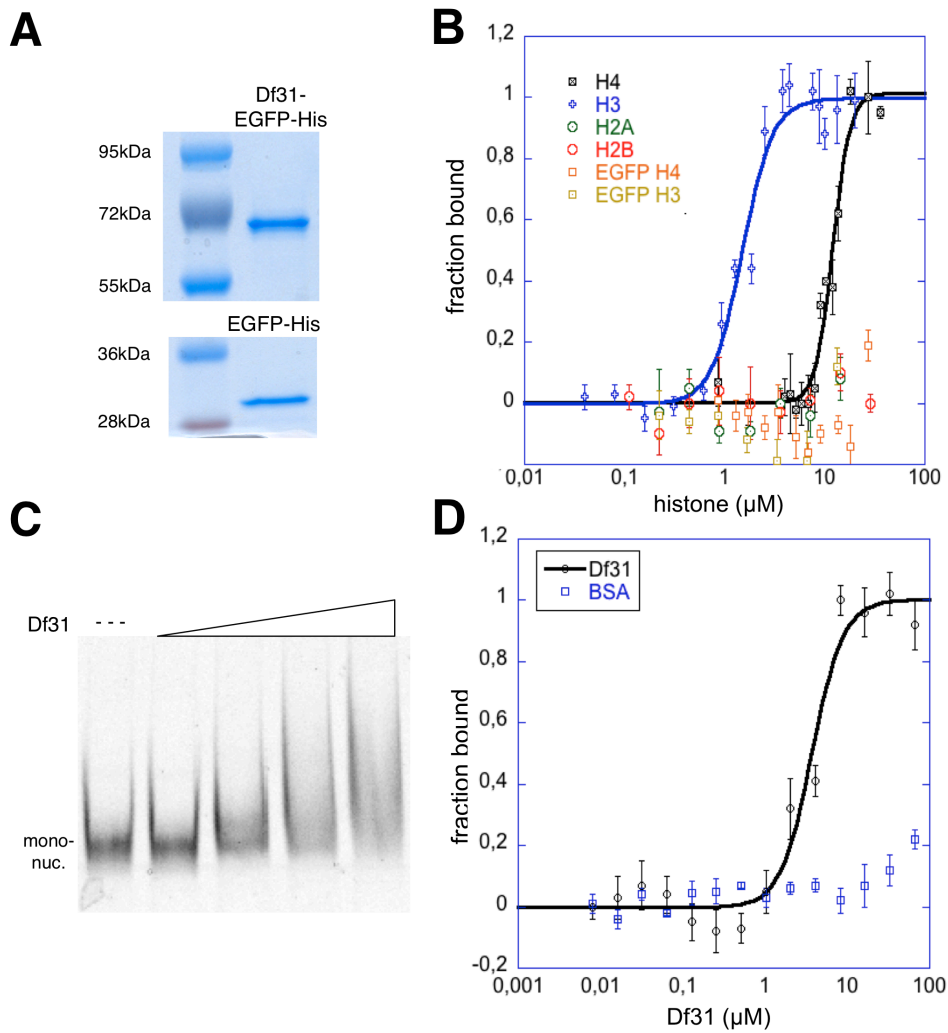 A
Df31-
EGFP-His
95kDa
72kDa
55kDa
EGFP-His
36kDa
28kDa
B
1,2
1
0,8
0,6
0,4
0,2
0
fraction bound
H4
H3
H2A
H2B
EGFP H4
EGFP H3
0,01
0,1
1
10
100
histone (µM)
C
Df31
- - -
mono-
nuc.
D
1,2
1
0,8
0,6
0,4
0,2
0
-0,2
fraction bound
Df31
BSA
0,001
0,01
0,1
1
10
100
Df31 (µM)